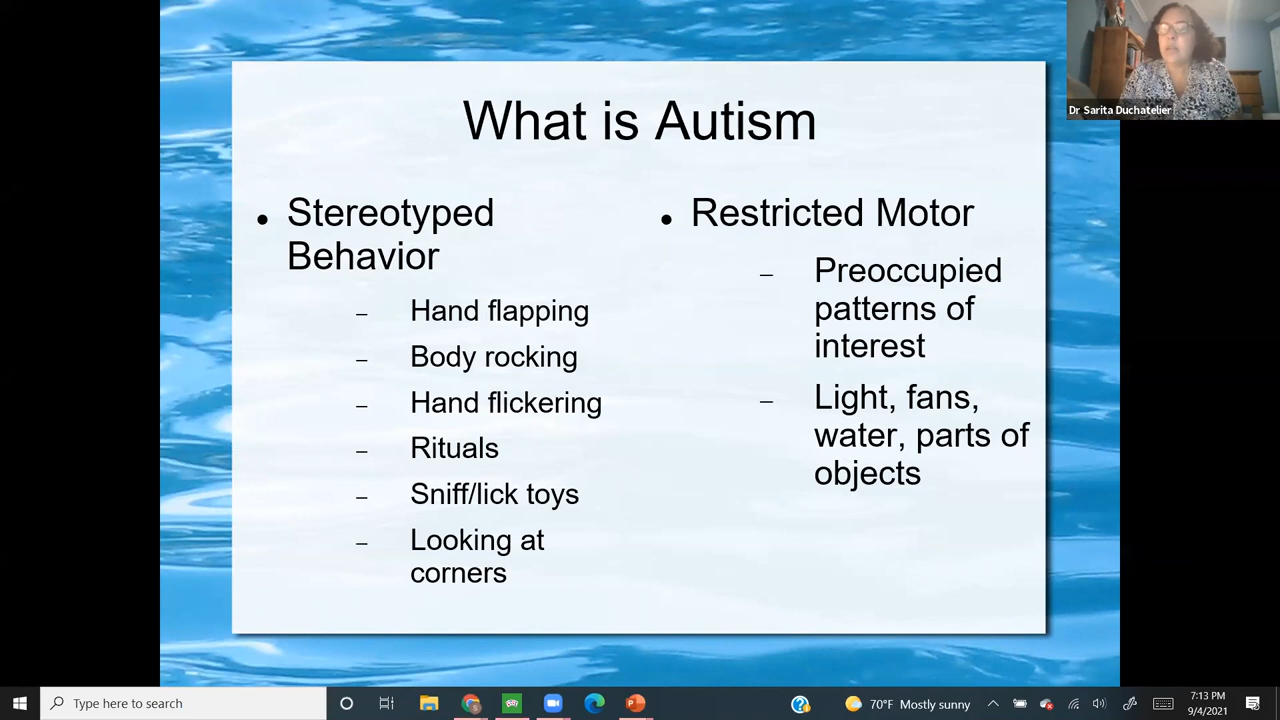 Dr Sarita Duchatelier
What is Autism
Stereotyped
Behavior
– Hand flapping
– Body rocking
– Hand flickering
– Rituals
– Sniff/lick toys
– Looking at
corners
Restricted Motor
– Preoccupied
patterns of
interest
– Light, fans,
water, parts of
objects
Type here to search
70°F Mostly sunny
7:13 PM
9/4/2021